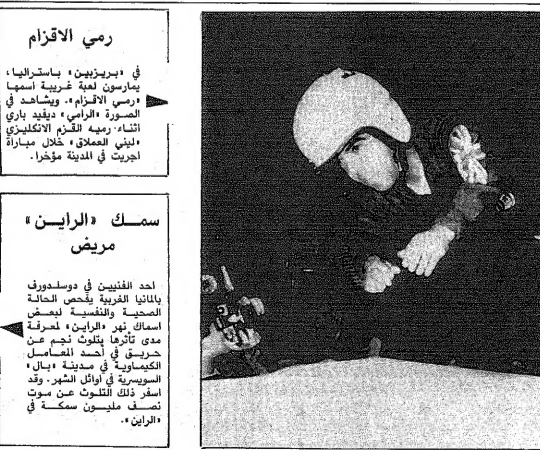 رمي الاقزام
في «بريزبين» باستراليا،
يمارسون لعبة غريبة اسمها
«رمي الاقزام». ويشاهد في
الصورة «الرامي» ديفيد باري
اثناء رميه القزم الانكليزي
«ليني العملاق» خلال مباراة
اجريت في المدينة مؤخرا.
سمك «الراين»
مريض
احد الفنيين في دوسلدورف
بالمانيا الغربية يفحص الحالة
الصحية والنفسية لبعض
اسماك نهر «الراين» لمعرفة
مدى تأثرها بتلوث نجم عن
حريق في أحد المعامل
الكيماوية في مدينة «بال»
السويسرية في أوائل الشهر. وقد
اسفر ذلك التلوث عن موت
نصف مليون سمكة في
«الراين».